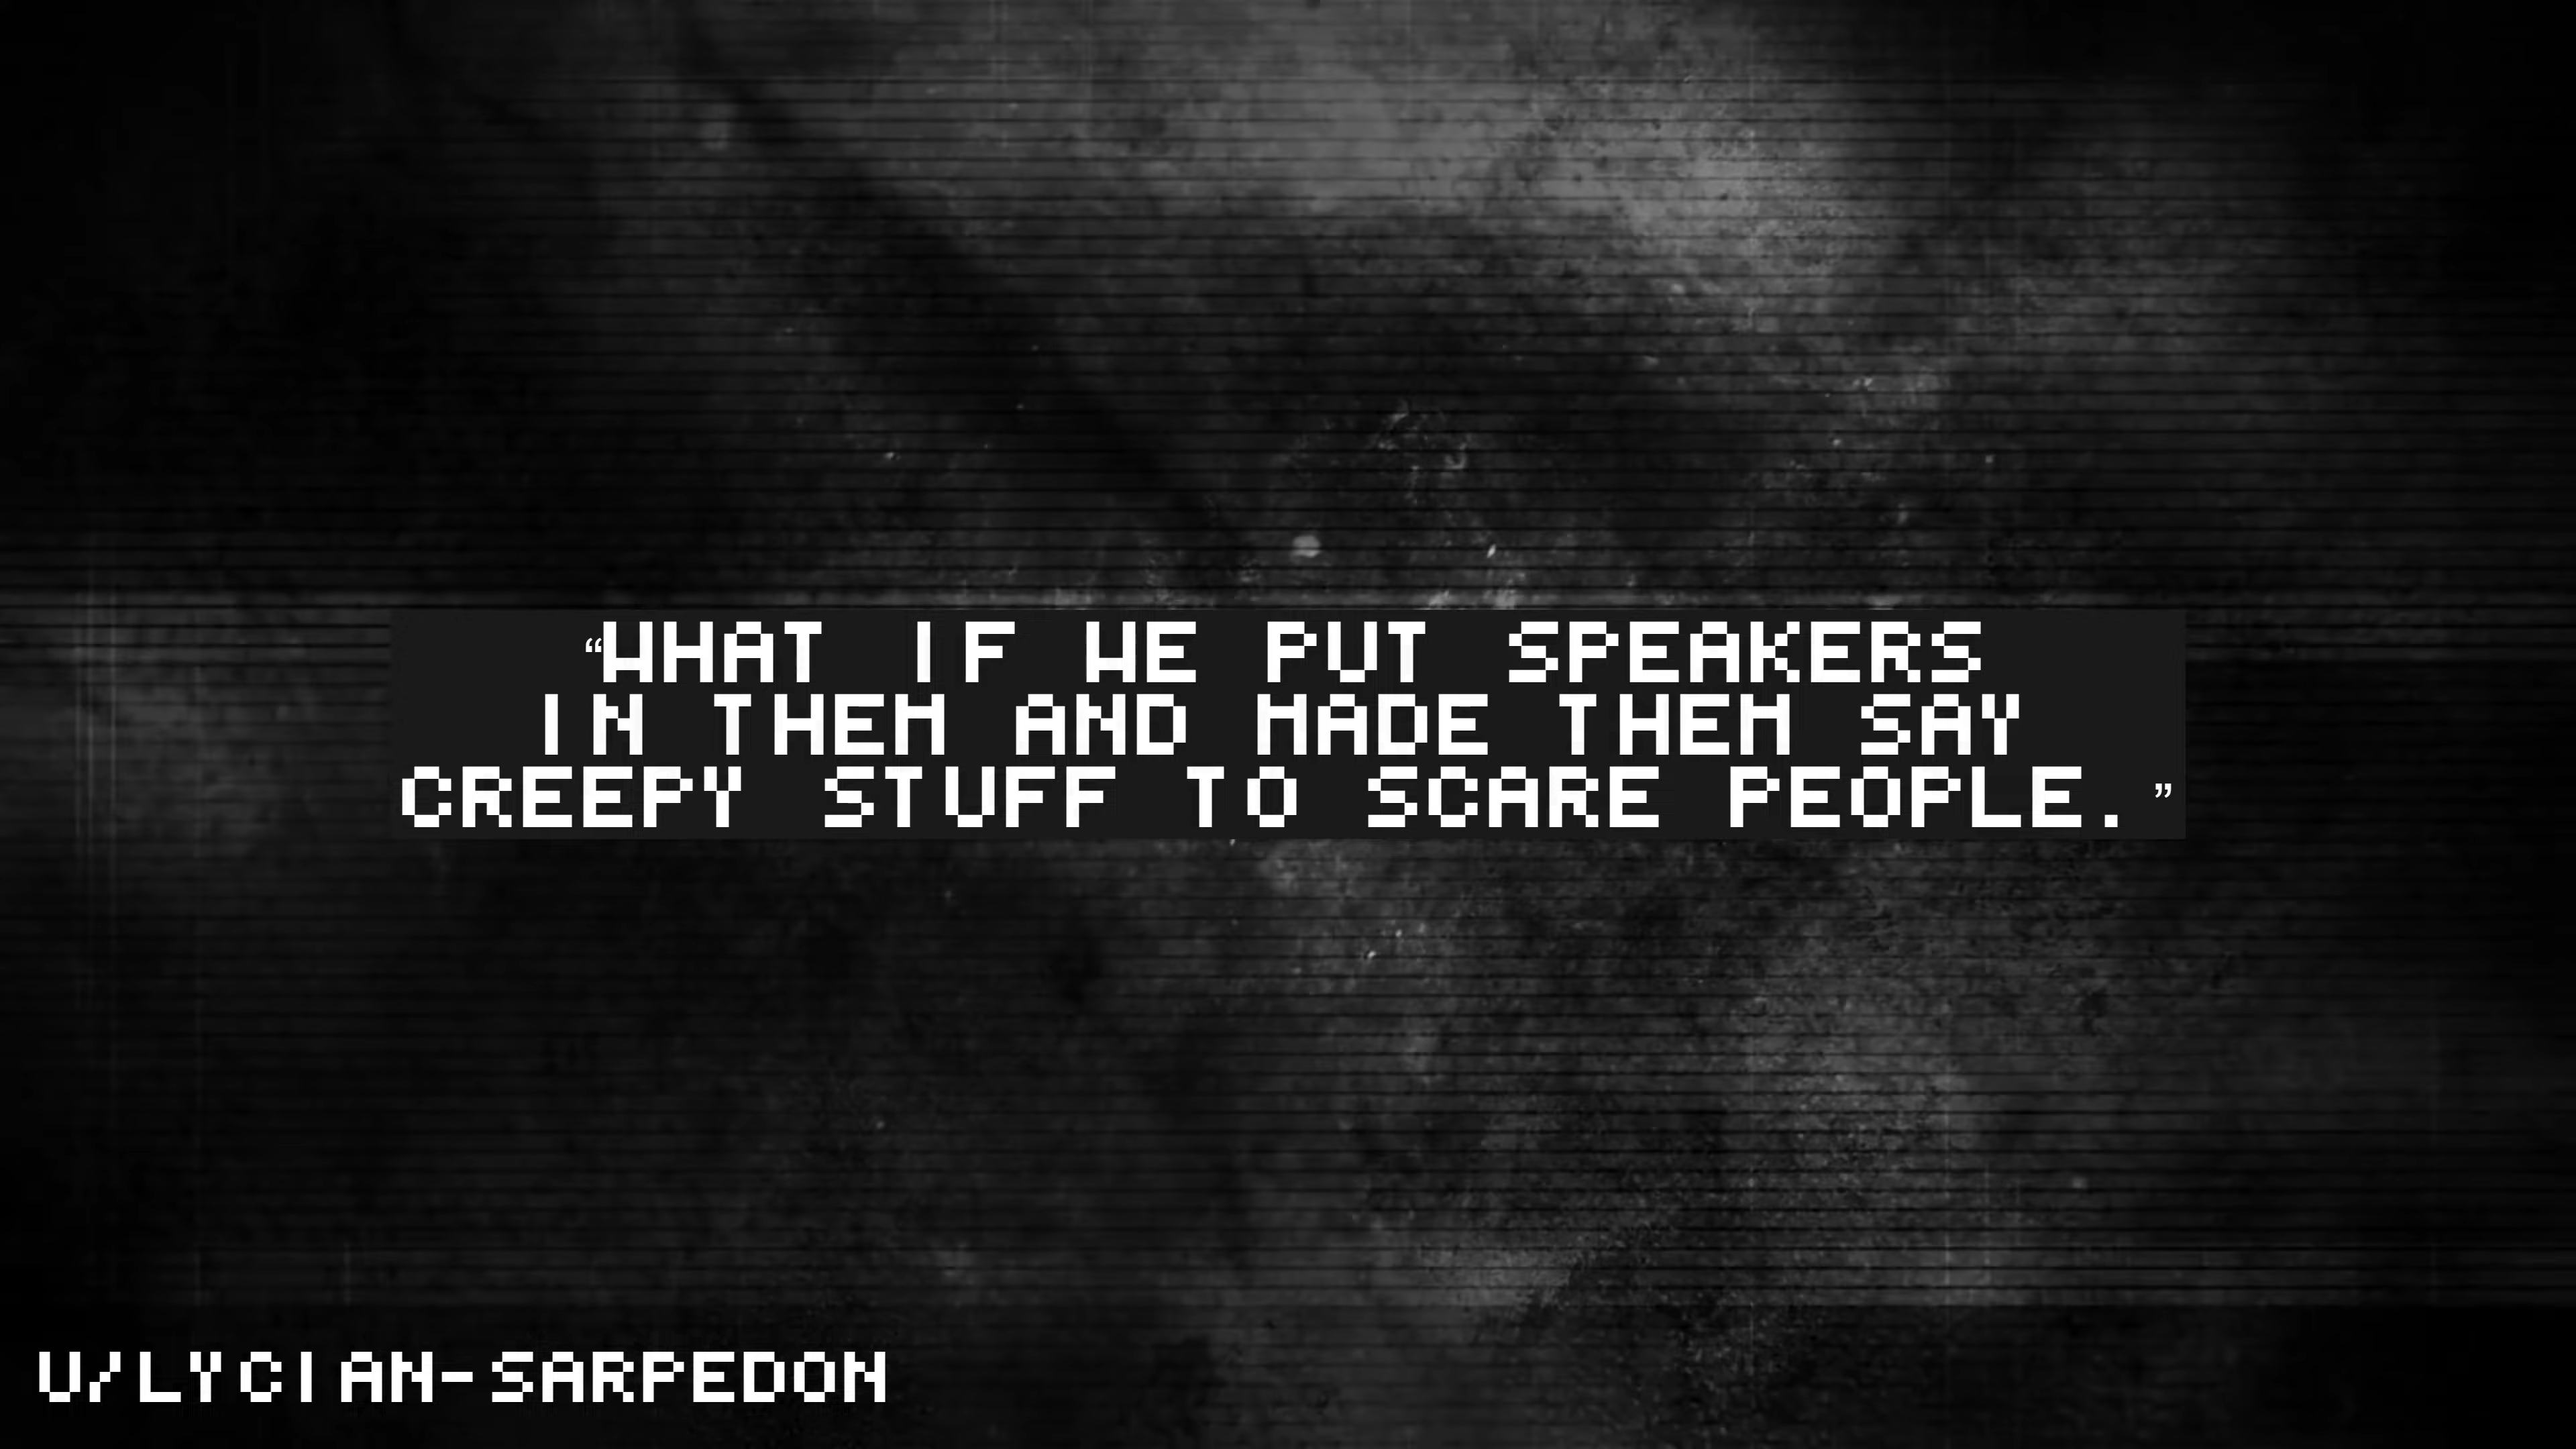 “WHAT IF WE PUT SPEAKERS
IN THEM AND MADE THEM SAY
CREEPY STUFF TO SCARE PEOPLE.”
U/LYCIAN-SARPEDON